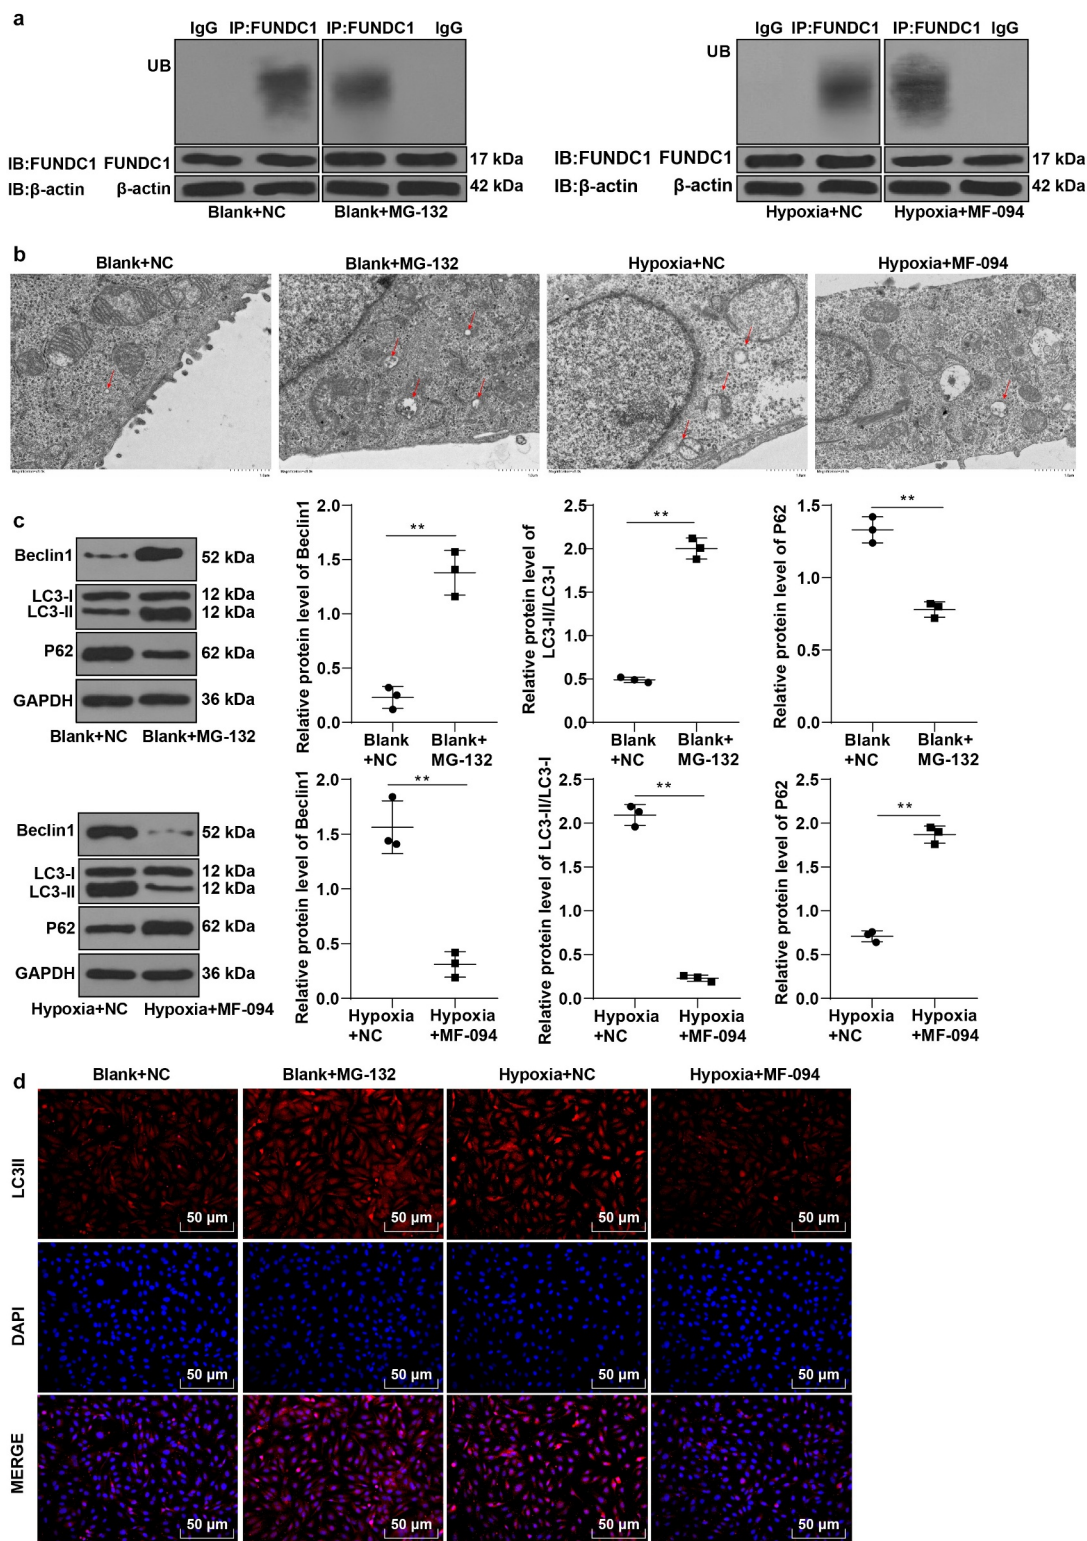 a
IgG IP:FUNDC1 IP:FUNDC1 IgG
UB
IB:FUNDC1 FUNDC1 17 kDa
IB:β-actin β-actin 42 kDa
Blank+NC Blank+MG-132
IgG IP:FUNDC1 IP:FUNDC1 IgG
UB
IB:FUNDC1 FUNDC1 17 kDa
IB:β-actin β-actin 42 kDa
Hypoxia+NC Hypoxia+MF-094
b
Blank+NC Blank+MG-132 Hypoxia+NC Hypoxia+MF-094
c
Beclin1 52 kDa
LC3-I 12 kDa
LC3-II 12 kDa
P62 62 kDa
GAPDH 36 kDa
Blank+NC Blank+MG-132
Relative protein level of Beclin1
2.0
1.5
1.0
0.5
0.0
**
Blank
+NC
Blank+
MG-132
Relative protein level of
LC3-II/LC3-I
2.5
2.0
1.5
1.0
0.5
0.0
**
Blank
+NC
Blank+
MG-132
Relative protein level of P62
1.5
1.0
0.5
0.0
**
Blank
+NC
Blank+
MG-132
Beclin1 52 kDa
LC3-I 12 kDa
LC3-II 12 kDa
P62 62 kDa
GAPDH 36 kDa
Hypoxia+NC Hypoxia+MF-094
Relative protein level of Beclin1
2.0
1.5
1.0
0.5
0.0
**
Hypoxia
+NC
Hypoxia
+MF-094
Relative protein level of LC3-II/LC3-I
2.5
2.0
1.5
1.0
0.5
0.0
**
Hypoxia
+NC
Hypoxia
+MF-094
Relative protein level of P62
2.5
2.0
1.5
1.0
0.5
0.0
**
Hypoxia
+NC
Hypoxia
+MF-094
d
Blank+NC Blank+MG-132 Hypoxia+NC Hypoxia+MF-094
LC3II
50 μm 50 μm 50 μm 50 μm
DAPI
50 μm 50 μm 50 μm 50 μm
MERGE
50 μm 50 μm 50 μm 50 μm